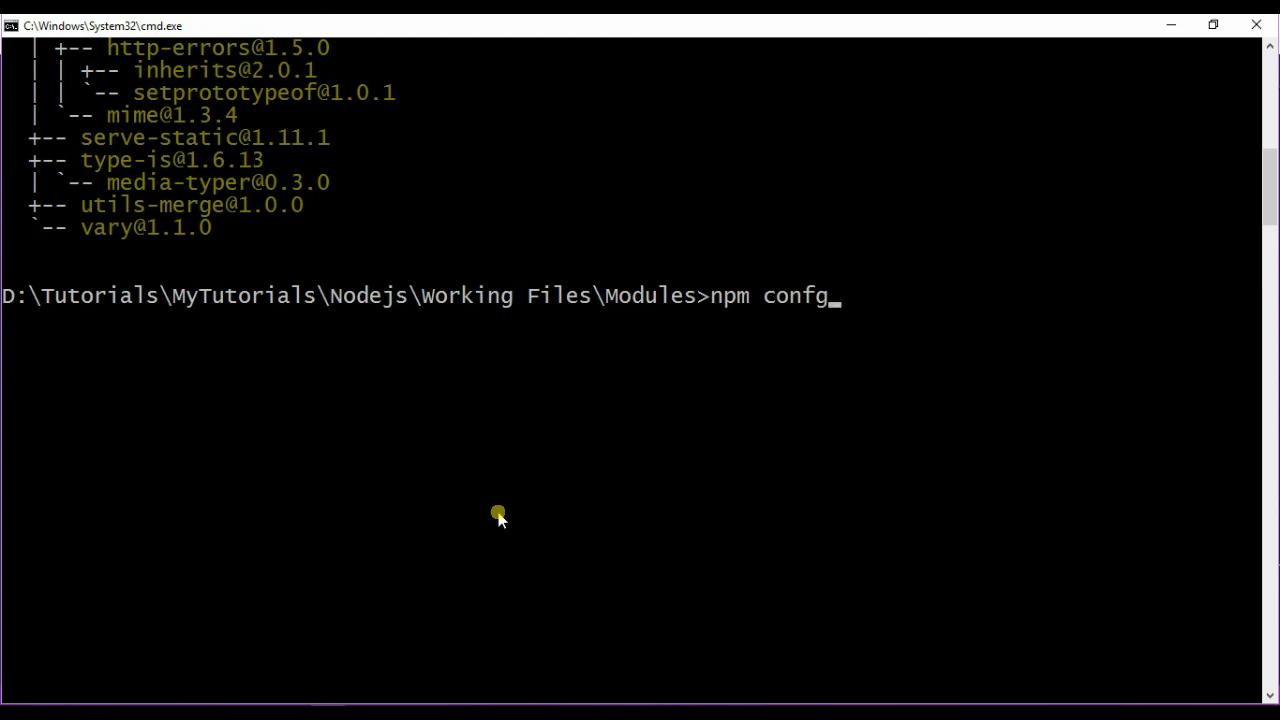 C:\Windows\System32\cmd.exe
| +-- http-errors@1.5.0
| | +-- inherits@2.0.1
| | `-- setprototypeof@1.0.1
| `-- mime@1.3.4
+-- serve-static@1.11.1
+-- type-is@1.6.13
| `-- media-typer@0.3.0
+-- utils-merge@1.0.0
`-- vary@1.1.0
D:\Tutorials\MyTutorials\Nodejs\Working Files\Modules>npm confg_